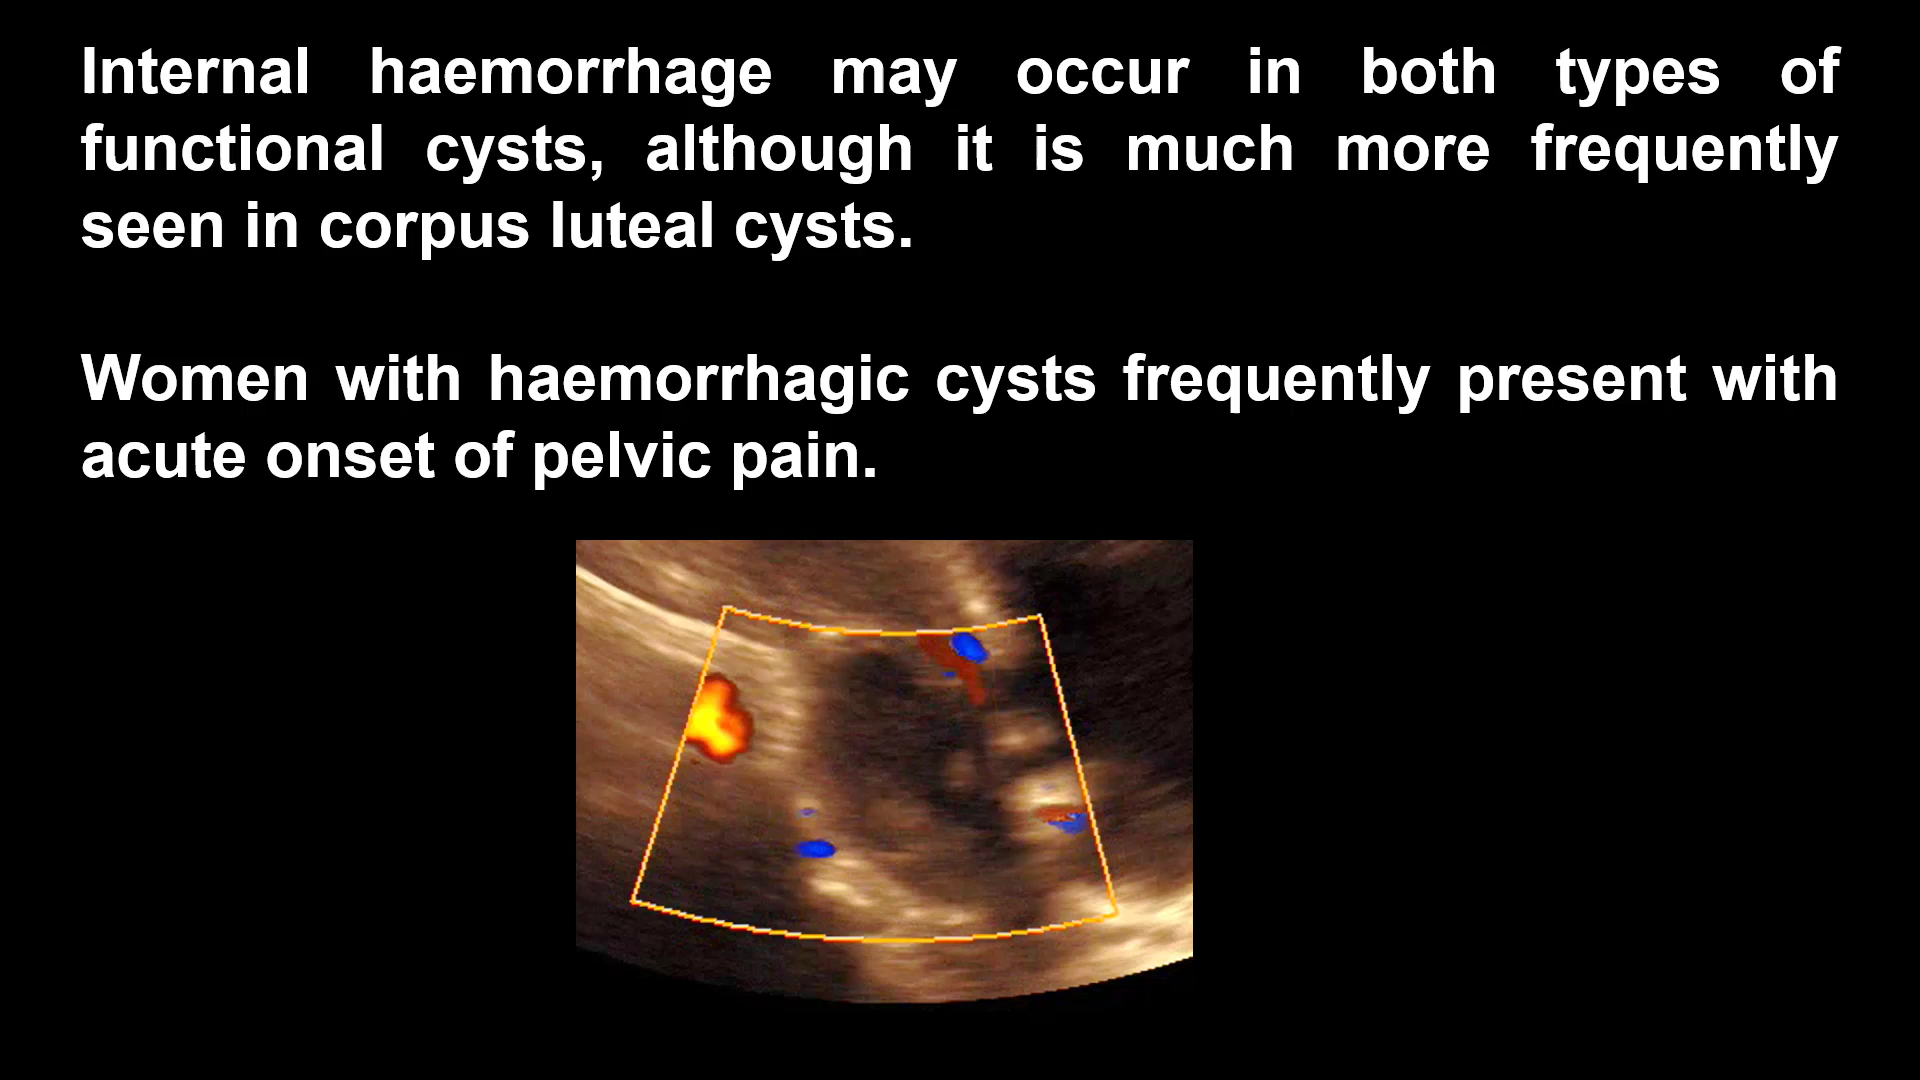 Internal haemorrhage may occur in both types of
functional cysts, although it is much more frequently
seen in corpus luteal cysts.
Women with haemorrhagic cysts frequently present with
acute onset of pelvic pain.